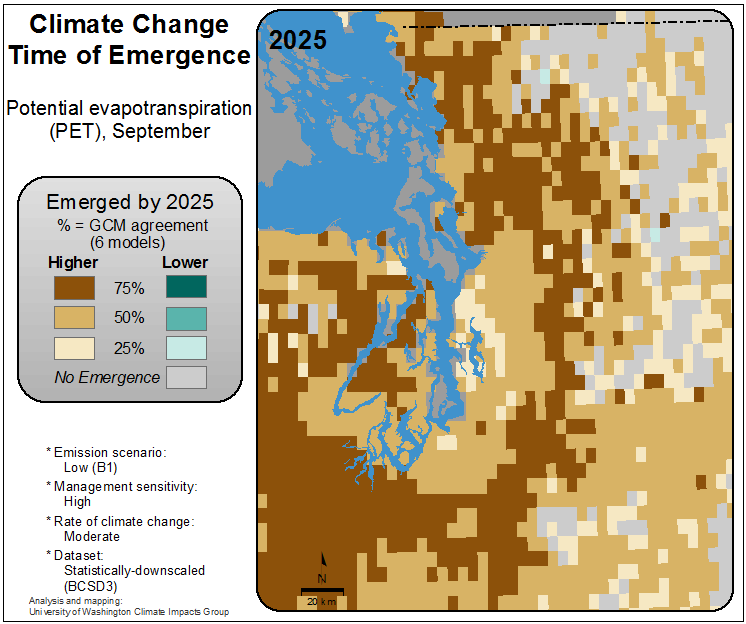 Climate Change
Time of Emergence
Potential evapotranspiration
(PET), September
Emerged by 2025
% = GCM agreement
(6 models)
Higher Lower
75%
50%
25%
No Emergence
* Emission scenario:
Low (B1)
* Management sensitivity:
High
* Rate of climate change:
Moderate
* Dataset:
Statistically-downscaled
(BCSD3)
Analysis and mapping:
University of Washington Climate Impacts Group
2025
N
20 km